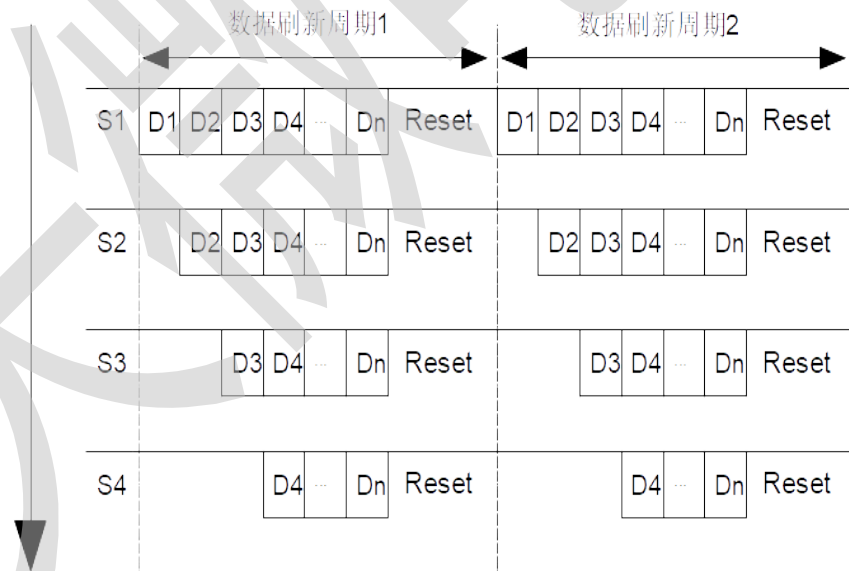 数据刷新周期1 数据刷新周期2
S1 D1 D2 D3 D4 ... Dn Reset D1 D2 D3 D4 ... Dn Reset
S2 D2 D3 D4 ... Dn Reset D2 D3 D4 ... Dn Reset
S3 D3 D4 ... Dn Reset D3 D4 ... Dn Reset
S4 D4 ... Dn Reset D4 ... Dn Reset